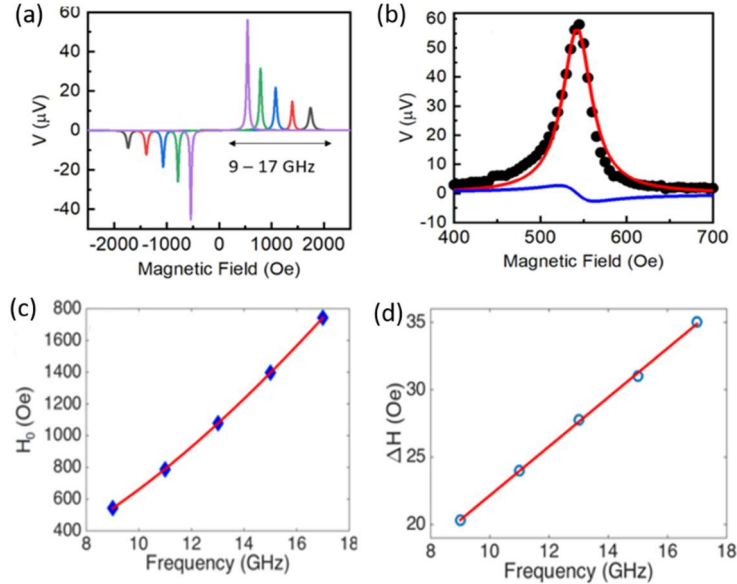 (a)
60
40
20
0
-20
-40
V (μV)
9 – 17 GHz
-2000 -1000 0 1000 2000
Magnetic Field (Oe)
(b)
60
50
40
30
20
10
0
-10
V (μV)
400 500 600 700
Magnetic Field (Oe)
(c)
800
1600
1400
1200
1000
800
600
400
H₀ (Oe)
8 10 12 14 16 18
Frequency (GHz)
(d)
35
30
25
20
ΔH (Oe)
8 10 12 14 16 18
Frequency (GHz)